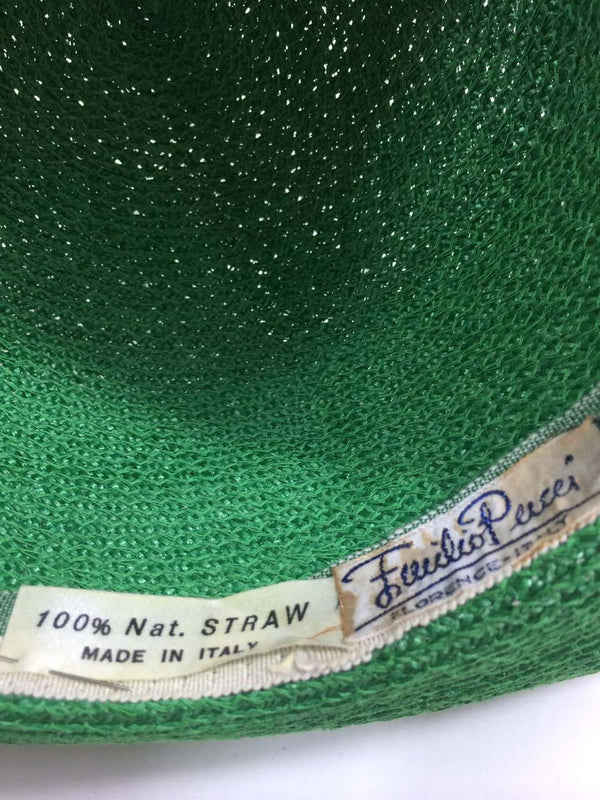 100% Nat. STRAW
MADE IN ITALY
Emilio Pucci
FLORENCE-ITALY